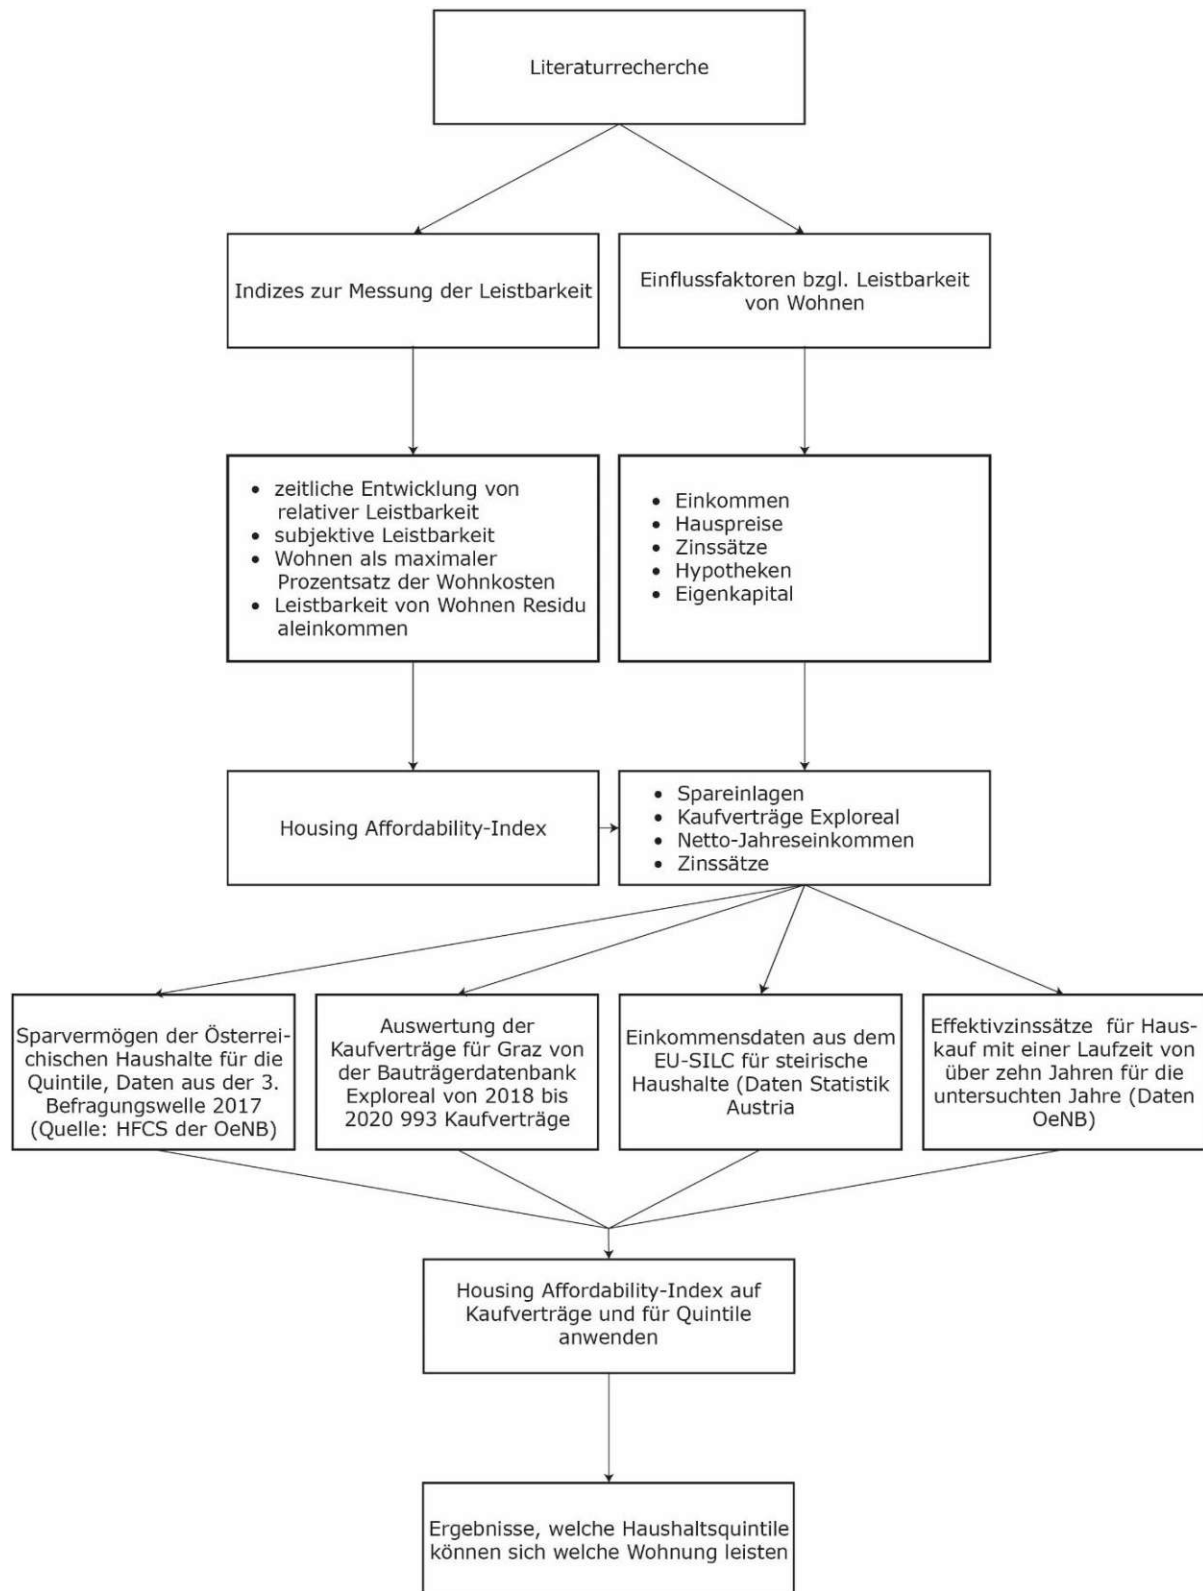 Literaturrecherche
Indizes zur Messung der Leistbarkeit
Einflussfaktoren bzgl. Leistbarkeit
von Wohnen
• zeitliche Entwicklung von
relativer Leistbarkeit
• subjektive Leistbarkeit
• Wohnen als maximaler
Prozentsatz der Wohnkosten
• Leistbarkeit von Wohnen Residu
aleinkommen
• Einkommen
• Hauspreise
• Zinssätze
• Hypotheken
• Eigenkapital
Housing Affordability-Index
• Spareinlagen
• Kaufverträge Exploreal
• Netto-Jahreseinkommen
• Zinssätze
Sparvermögen der Österrei-
chischen Haushalte für die
Quintile, Daten aus der 3.
Befragungswelle 2017
(Quelle: HFCS der OeNB)
Auswertung der
Kaufverträge für Graz von
der Bauträgerdatenbank
Exploreal von 2018 bis
2020 993 Kaufverträge
Einkommensdaten aus dem
EU-SILC für steirische
Haushalte (Daten Statistik
Austria
Effektivzinssätze für Haus-
kauf mit einer Laufzeit von
über zehn Jahren für die
untersuchten Jahre (Daten
OeNB)
Housing Affordability-Index auf
Kaufverträge und für Quintile
anwenden
Ergebnisse, welche Haushaltsquintile
können sich welche Wohnung leisten